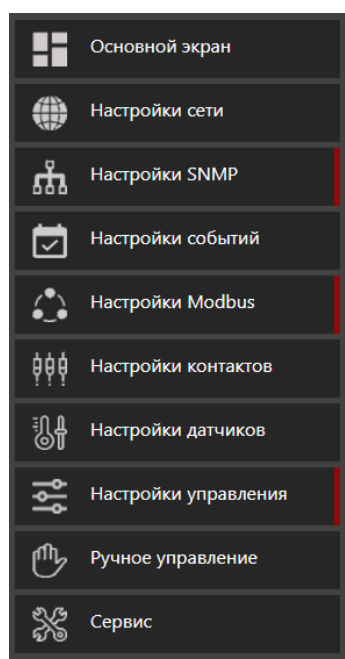 Основной экран
Настройки сети
Настройки SNMP
Настройки событий
Настройки Modbus
Настройки контактов
Настройки датчиков
Настройки управления
Ручное управление
Сервис